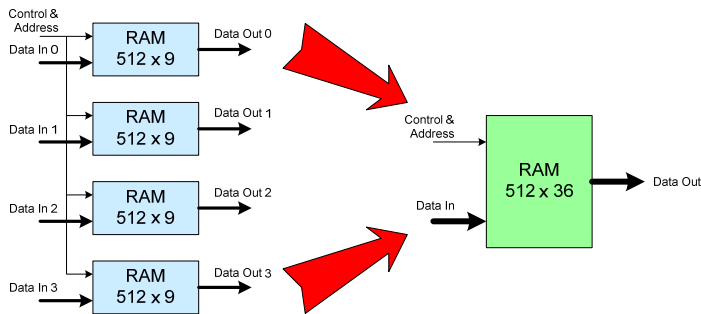 Control &
Address
Data In 0
RAM
512 x 9
Data Out 0
Data In 1
RAM
512 x 9
Data Out 1
Data In 2
RAM
512 x 9
Data Out 2
Data In 3
RAM
512 x 9
Data Out 3
Control &
Address
Data In
RAM
512 x 36
Data Out